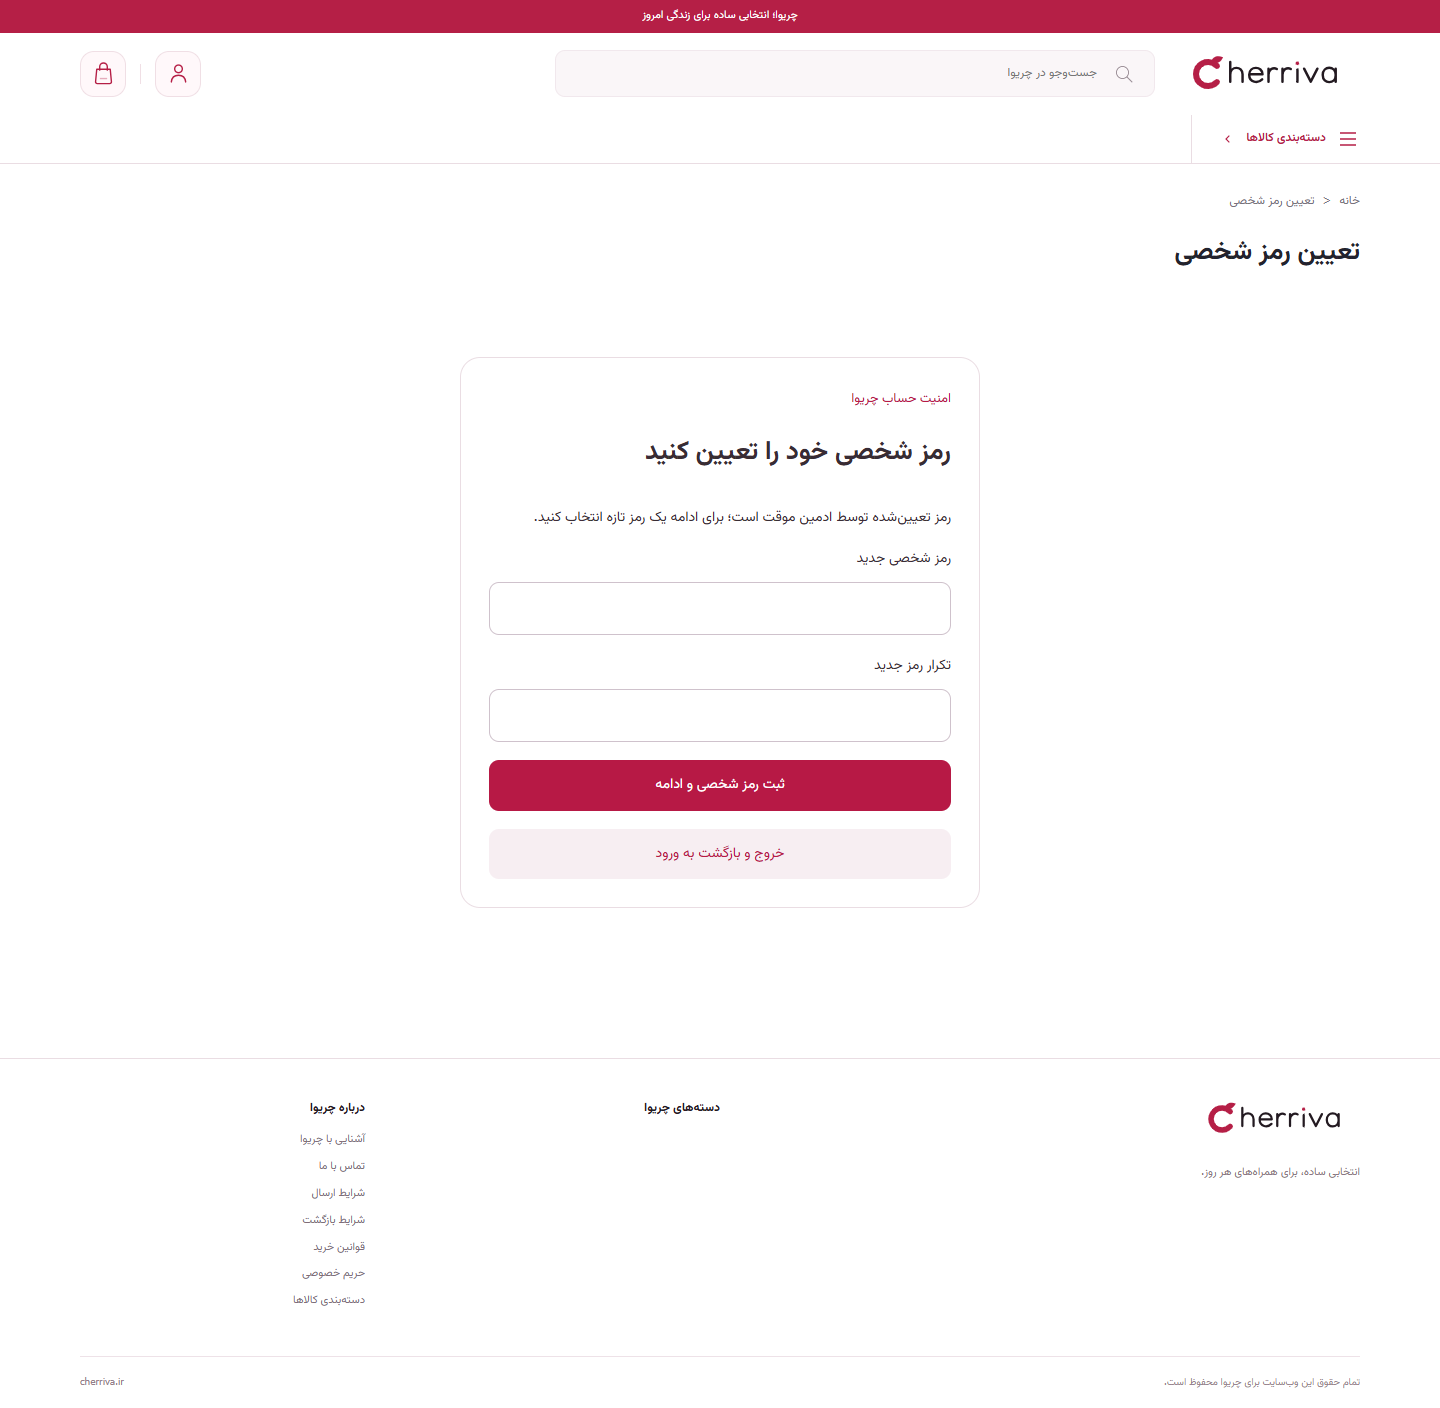 چریوا؛ انتخابی ساده برای زندگی امروز
cherriva
جست‌وجو در چریوا
دسته‌بندی کالاها
خانه > تعیین رمز شخصی
تعیین رمز شخصی
امنیت حساب چریوا
رمز شخصی خود را تعیین کنید
رمز تعیین‌شده توسط ادمین موقت است؛ برای ادامه یک رمز تازه انتخاب کنید.
رمز شخصی جدید
تکرار رمز جدید
ثبت رمز شخصی و ادامه
خروج و بازگشت به ورود
cherriva
انتخابی ساده، برای همراه‌های هر روز.
دسته‌های چریوا
درباره چریوا
آشنایی با چریوا
تماس با ما
شرایط ارسال
شرایط بازگشت
قوانین خرید
حریم خصوصی
دسته‌بندی کالاها
تمام حقوق این وب‌سایت برای چریوا محفوظ است.
cherriva.ir